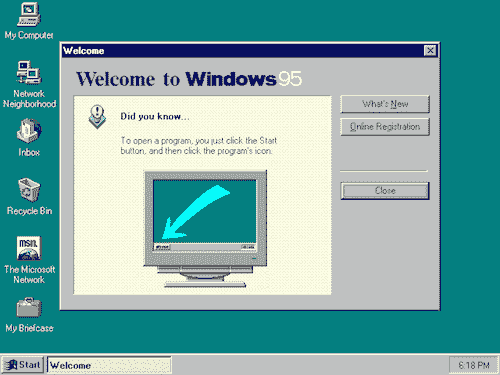 My Computer
Network
Neighborhood
Inbox
Recycle Bin
msn.
The Microsoft
Network
My Briefcase
Welcome
Welcome to Windows95
Did you know...
To open a program, you just click the Start
button, and then click the program's icon.
What's New
Online Registration
Close
Start
Welcome
6:18 PM